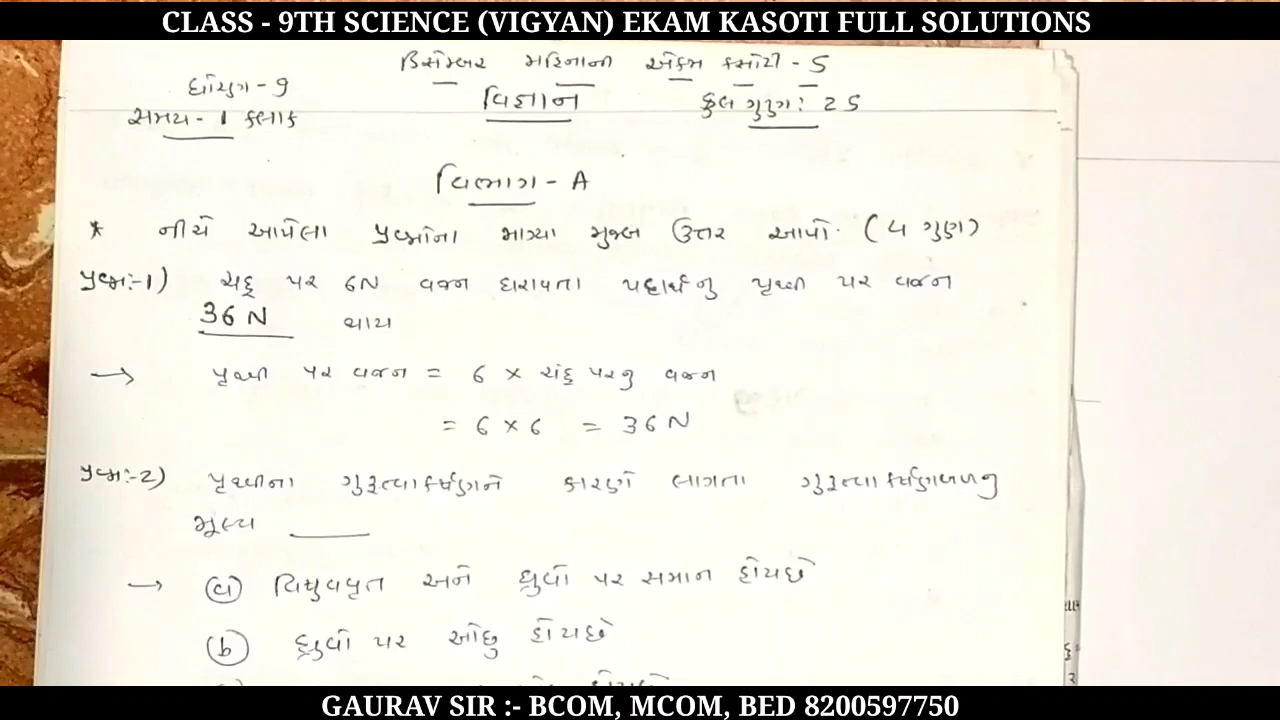 CLASS - 9TH SCIENCE (VIGYAN) EKAM KASOTI FULL SOLUTIONS
ડિસેમ્બર મહિનાની એકમ કસોટી - 5
ધોરણ - 9
વિજ્ઞાન
કુલ ગુણ : 25
સમય - 1 કલાક
વિભાગ - A
* નીચે આપેલા પ્રશ્નોના માગ્યા મુજબ ઉત્તર આપો. (4 ગુણ)
પ્રશ્ન:-1) ચંદ્ર પર 6N વજન ધરાવતા પદાર્થનુ પૃથ્વી પર વજન
36 N થાય
→ પૃથ્વી પર વજન = 6 × ચંદ્ર પરનુ વજન
= 6 × 6 = 36 N
પ્રશ્ન:-2) પૃથ્વીના ગુરુત્વાકર્ષણને કારણે લાગતા ગુરુત્વાકર્ષણબળનુ
મૂલ્ય ____
→ (a) વિષુવવૃત અને ધ્રુવો પર સમાન હોય છે
(b) ધ્રુવો પર ઓછુ હોય છે
GAURAV SIR :- BCOM, MCOM, BED 8200597750